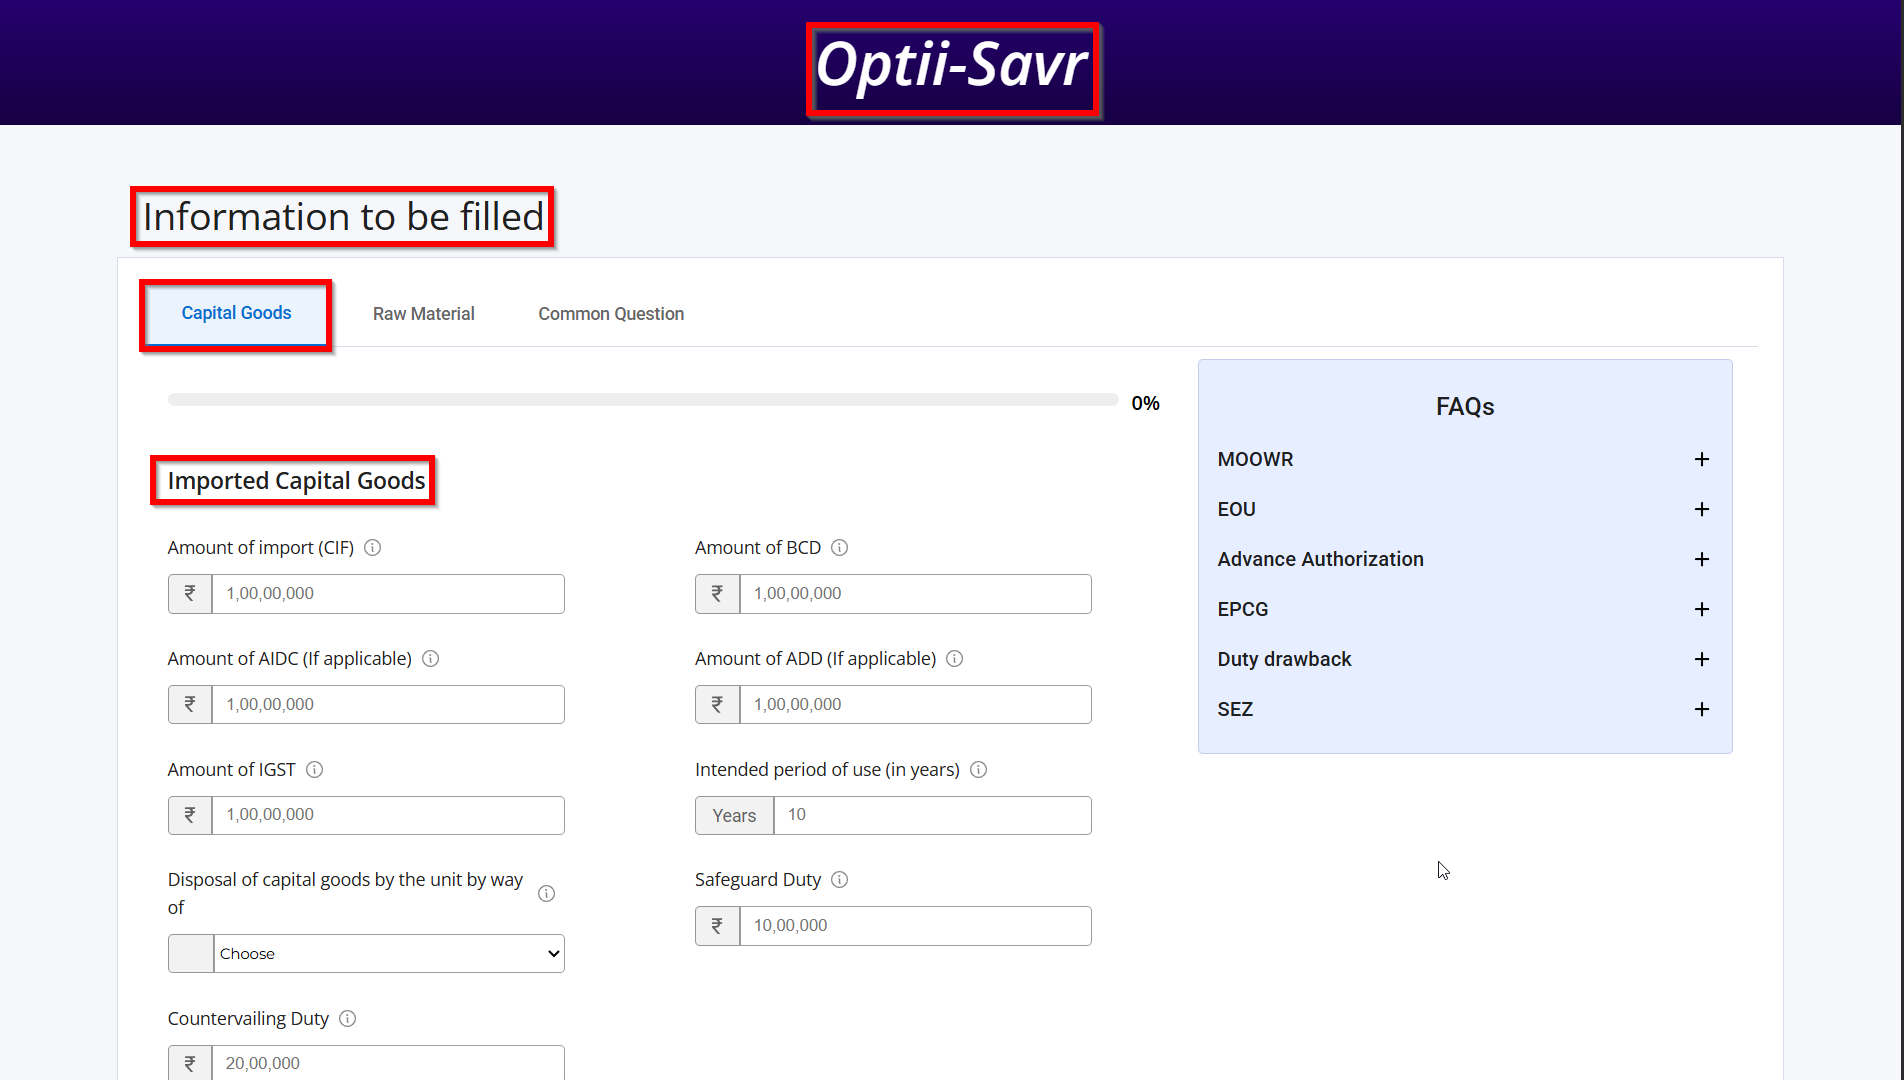 Optii-Savr
Information to be filled
Capital Goods
Raw Material
Common Question
0%
Imported Capital Goods
Amount of import (CIF)
₹ 1,00,00,000
Amount of BCD
₹ 1,00,00,000
Amount of AIDC (If applicable)
₹ 1,00,00,000
Amount of ADD (If applicable)
₹ 1,00,00,000
Amount of IGST
₹ 1,00,00,000
Intended period of use (in years)
Years 10
Disposal of capital goods by the unit by way
of
Choose
Safeguard Duty
₹ 10,00,000
Countervailing Duty
₹ 20,00,000
FAQs
MOOWR +
EOU +
Advance Authorization +
EPCG +
Duty drawback +
SEZ +